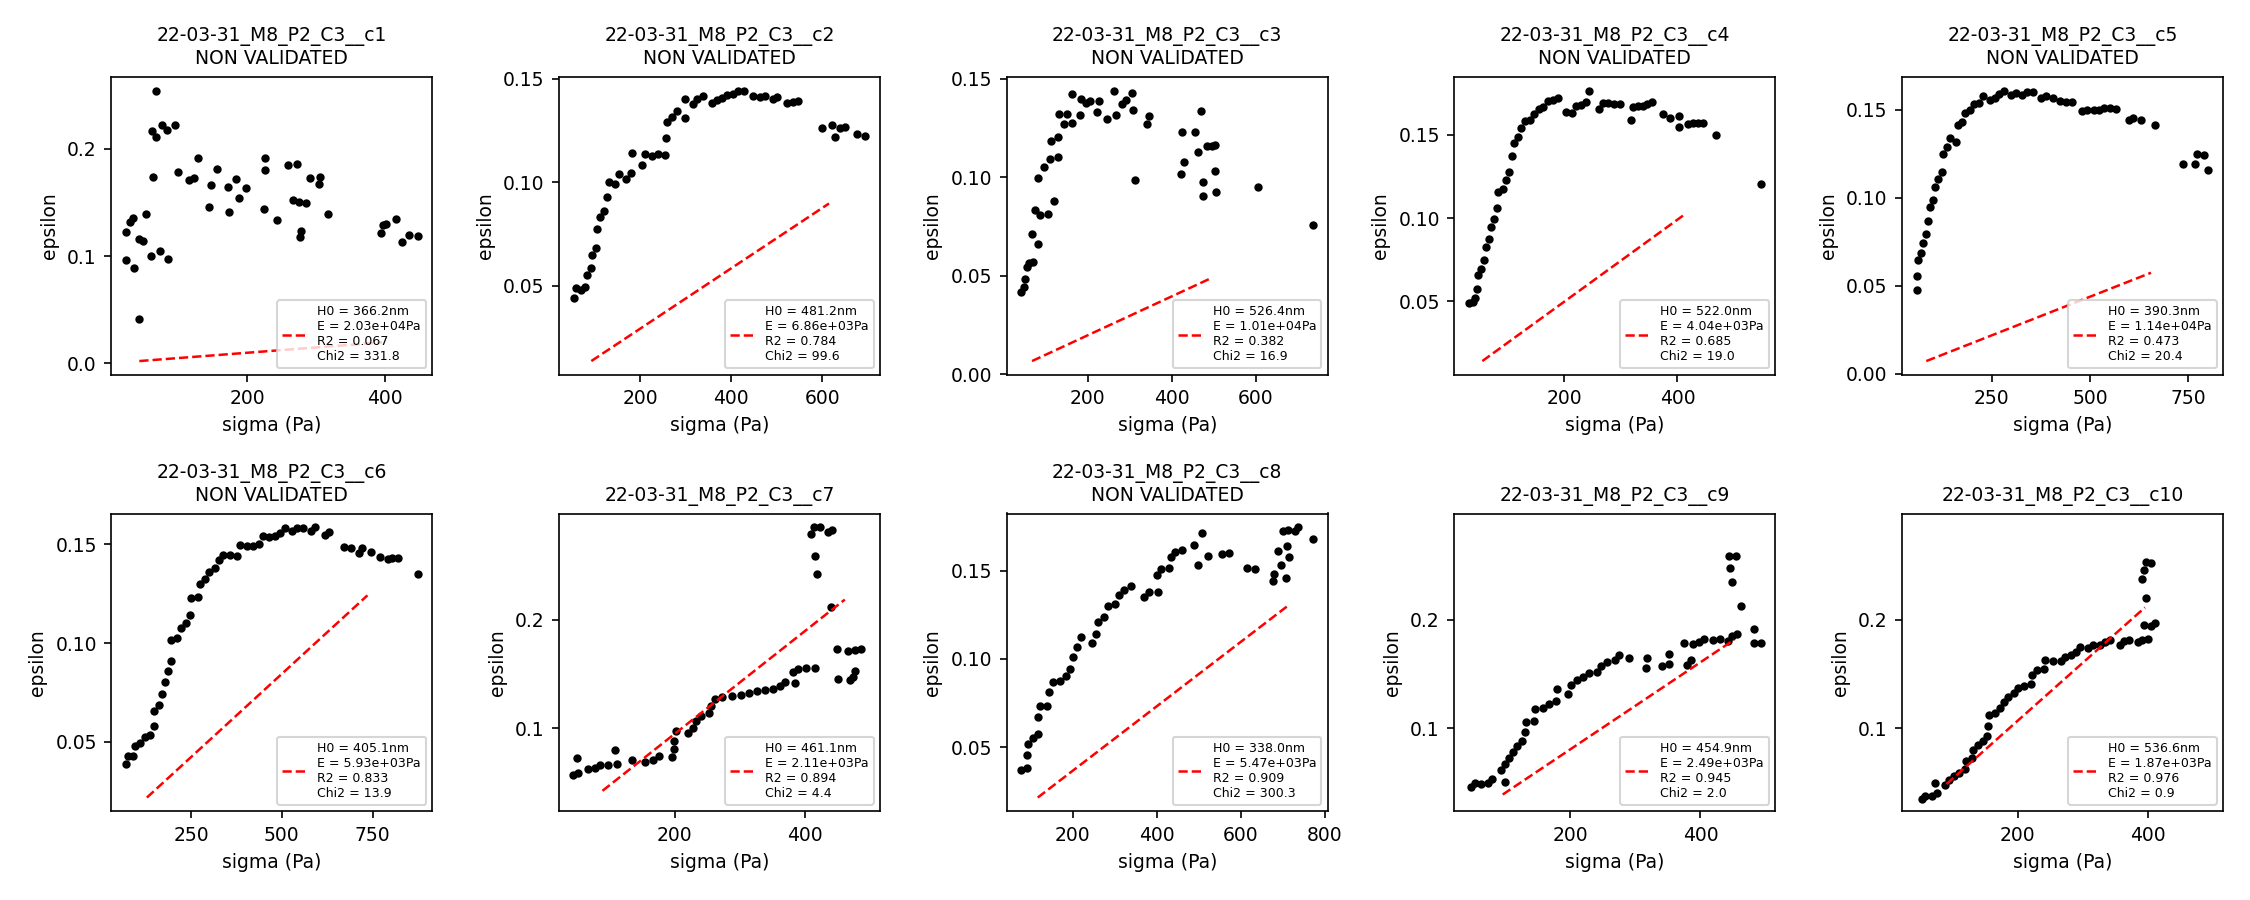 22-03-31_M8_P2_C3__c1
NON VALIDATED
epsilon
0.2
0.1
0.0
H0 = 366.2nm
E = 2.03e+04Pa
R2 = 0.067
Chi2 = 331.8
200
400
sigma (Pa)
22-03-31_M8_P2_C3__c2
NON VALIDATED
epsilon
0.15
0.10
0.05
H0 = 481.2nm
E = 6.86e+03Pa
R2 = 0.784
Chi2 = 99.6
200
400
600
sigma (Pa)
22-03-31_M8_P2_C3__c3
NON VALIDATED
epsilon
0.15
0.10
0.05
0.00
H0 = 526.4nm
E = 1.01e+04Pa
R2 = 0.382
Chi2 = 16.9
200
400
600
sigma (Pa)
22-03-31_M8_P2_C3__c4
NON VALIDATED
epsilon
0.15
0.10
0.05
H0 = 522.0nm
E = 4.04e+03Pa
R2 = 0.685
Chi2 = 19.0
200
400
sigma (Pa)
22-03-31_M8_P2_C3__c5
NON VALIDATED
epsilon
0.15
0.10
0.05
0.00
H0 = 390.3nm
E = 1.14e+04Pa
R2 = 0.473
Chi2 = 20.4
250
500
750
sigma (Pa)
22-03-31_M8_P2_C3__c6
NON VALIDATED
epsilon
0.15
0.10
0.05
H0 = 405.1nm
E = 5.93e+03Pa
R2 = 0.833
Chi2 = 13.9
250
500
750
sigma (Pa)
22-03-31_M8_P2_C3__c7
epsilon
0.2
0.1
H0 = 461.1nm
E = 2.11e+03Pa
R2 = 0.894
Chi2 = 4.4
200
400
sigma (Pa)
22-03-31_M8_P2_C3__c8
NON VALIDATED
epsilon
0.15
0.10
0.05
H0 = 338.0nm
E = 5.47e+03Pa
R2 = 0.909
Chi2 = 300.3
200
400
600
800
sigma (Pa)
22-03-31_M8_P2_C3__c9
epsilon
0.2
0.1
H0 = 454.9nm
E = 2.49e+03Pa
R2 = 0.945
Chi2 = 2.0
200
400
sigma (Pa)
22-03-31_M8_P2_C3__c10
epsilon
0.2
0.1
H0 = 536.6nm
E = 1.87e+03Pa
R2 = 0.976
Chi2 = 0.9
200
400
sigma (Pa)